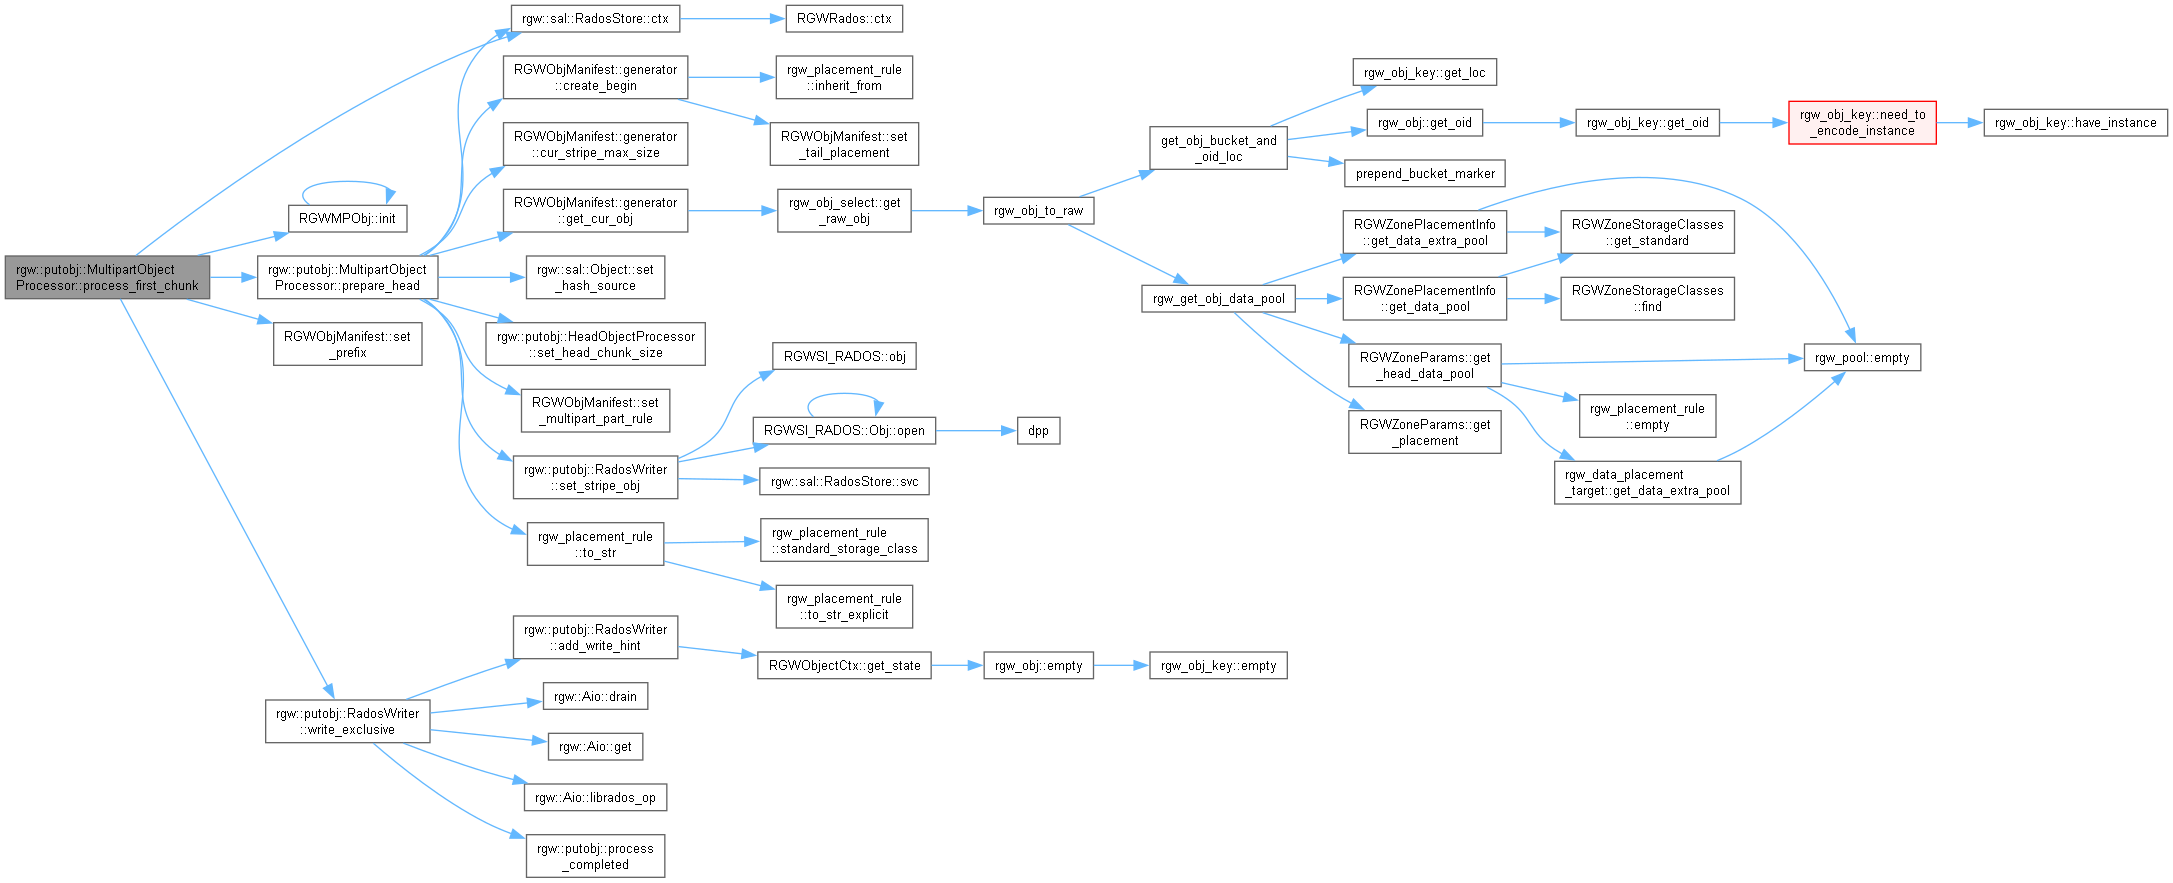 rgw::putobj::MultipartObject
Processor::process_first_chunk
RGWMPObj::init
rgw::putobj::MultipartObject
Processor::prepare_head
RGWObjManifest::set
_prefix
rgw::putobj::RadosWriter
::write_exclusive
rgw::sal::RadosStore::ctx
RGWRados::ctx
RGWObjManifest::generator
::create_begin
rgw_placement_rule
::inherit_from
RGWObjManifest::set
_tail_placement
RGWObjManifest::generator
::cur_stripe_max_size
RGWObjManifest::generator
::get_cur_obj
rgw_obj_select::get
_raw_obj
rgw_obj_to_raw
get_obj_bucket_and
_oid_loc
rgw_obj_key::get_loc
rgw_obj::get_oid
rgw_obj_key::get_oid
rgw_obj_key::need_to
_encode_instance
rgw_obj_key::have_instance
prepend_bucket_marker
rgw_get_obj_data_pool
RGWZonePlacementInfo
::get_data_extra_pool
RGWZoneStorageClasses
::get_standard
RGWZonePlacementInfo
::get_data_pool
RGWZoneStorageClasses
::find
RGWZoneParams::get
_head_data_pool
rgw_pool::empty
rgw_placement_rule
::empty
RGWZoneParams::get
_placement
rgw_data_placement
_target::get_data_extra_pool
rgw::sal::Object::set
_hash_source
rgw::putobj::HeadObjectProcessor
::set_head_chunk_size
RGWObjManifest::set
_multipart_part_rule
rgw::putobj::RadosWriter
::set_stripe_obj
RGWSI_RADOS::obj
RGWSI_RADOS::Obj::open
dpp
rgw::sal::RadosStore::svc
rgw_placement_rule
::to_str
rgw_placement_rule
::standard_storage_class
rgw_placement_rule
::to_str_explicit
rgw::putobj::RadosWriter
::add_write_hint
RGWObjectCtx::get_state
rgw_obj::empty
rgw_obj_key::empty
rgw::Aio::drain
rgw::Aio::get
rgw::Aio::librados_op
rgw::putobj::process
_completed